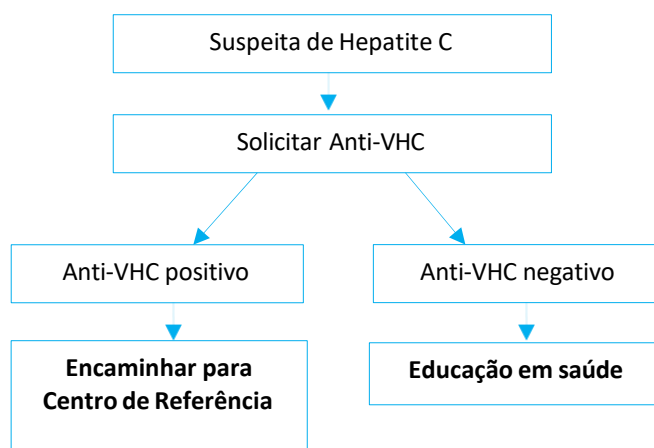 Suspeita de Hepatite C
Solicitar Anti-VHC
Anti-VHC positivo
Anti-VHC negativo
Encaminhar para
Centro de Referência
Educação em saúde